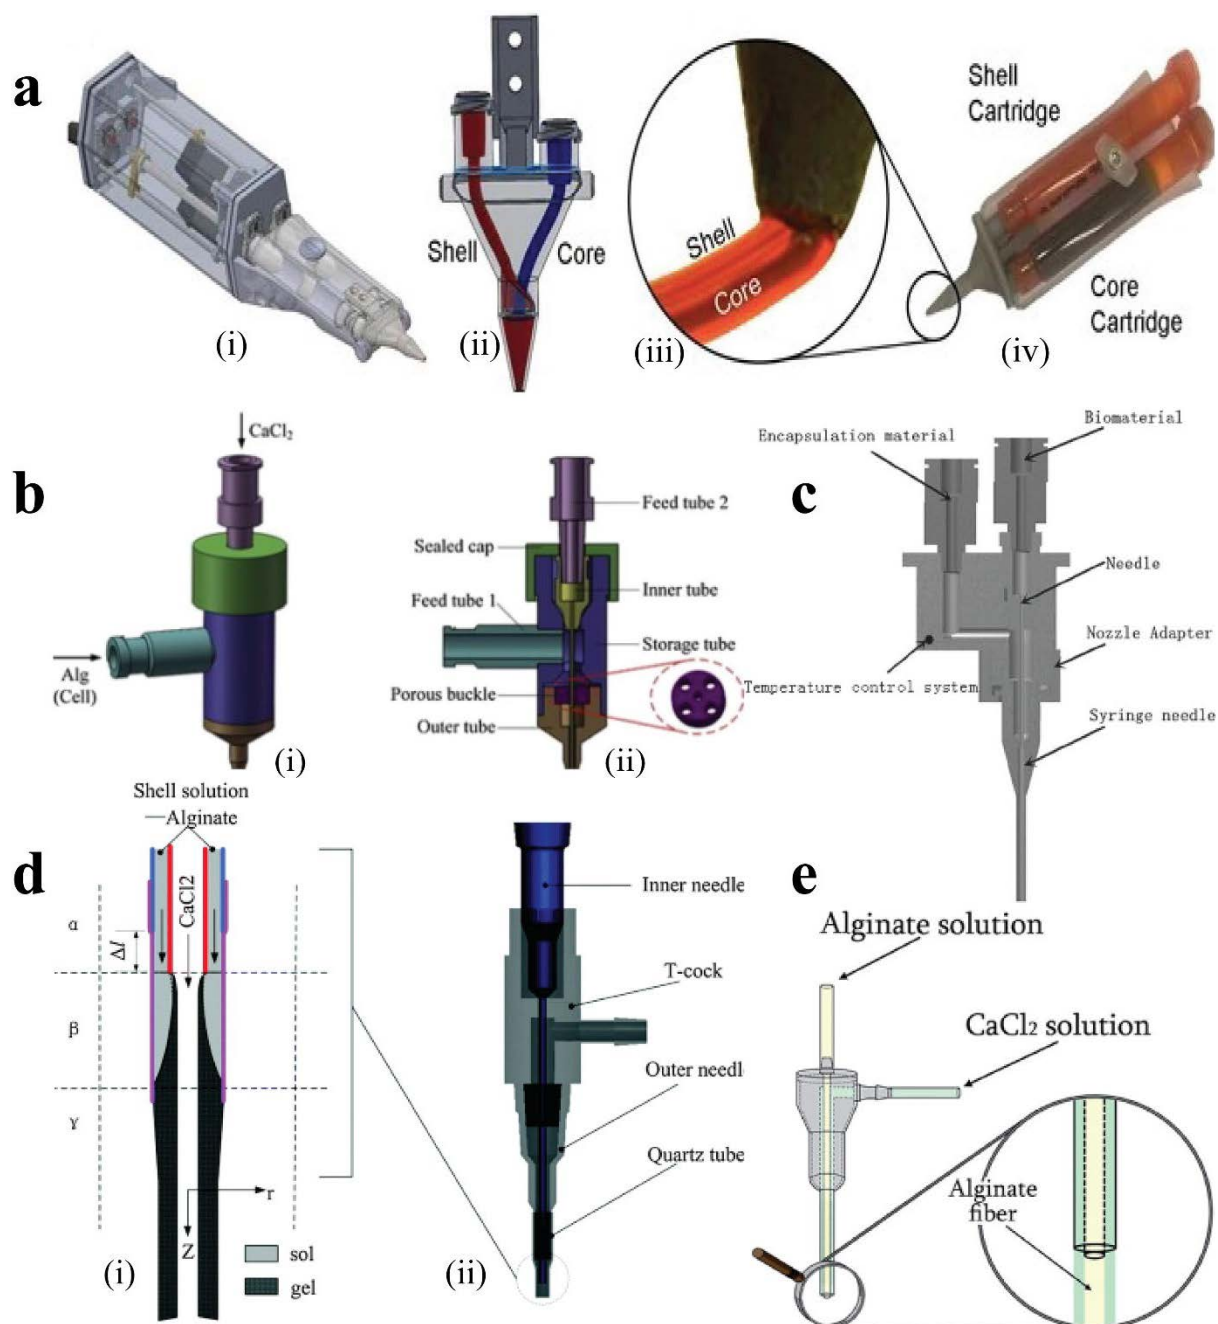 a
(i)
Shell
Core
(ii)
Shell
Core
(iii)
Shell
Cartridge
Core
Cartridge
(iv)
b
CaCl2
Alg
(Cell)
(i)
Feed tube 2
Sealed cap
Inner tube
Feed tube 1
Storage tube
Porous buckle
Outer tube
(ii)
c
Encapsulation material
Biomaterial
Needle
Nozzle Adapter
Temperature control system
Syringe needle
d
Shell solution
Alginate
CaCl2
α
Δl
β
γ
r
Z
sol
gel
(i)
Inner needle
T-cock
Outer needl
Quartz tube
(ii)
e
Alginate solution
CaCl2 solution
Alginate
fiber